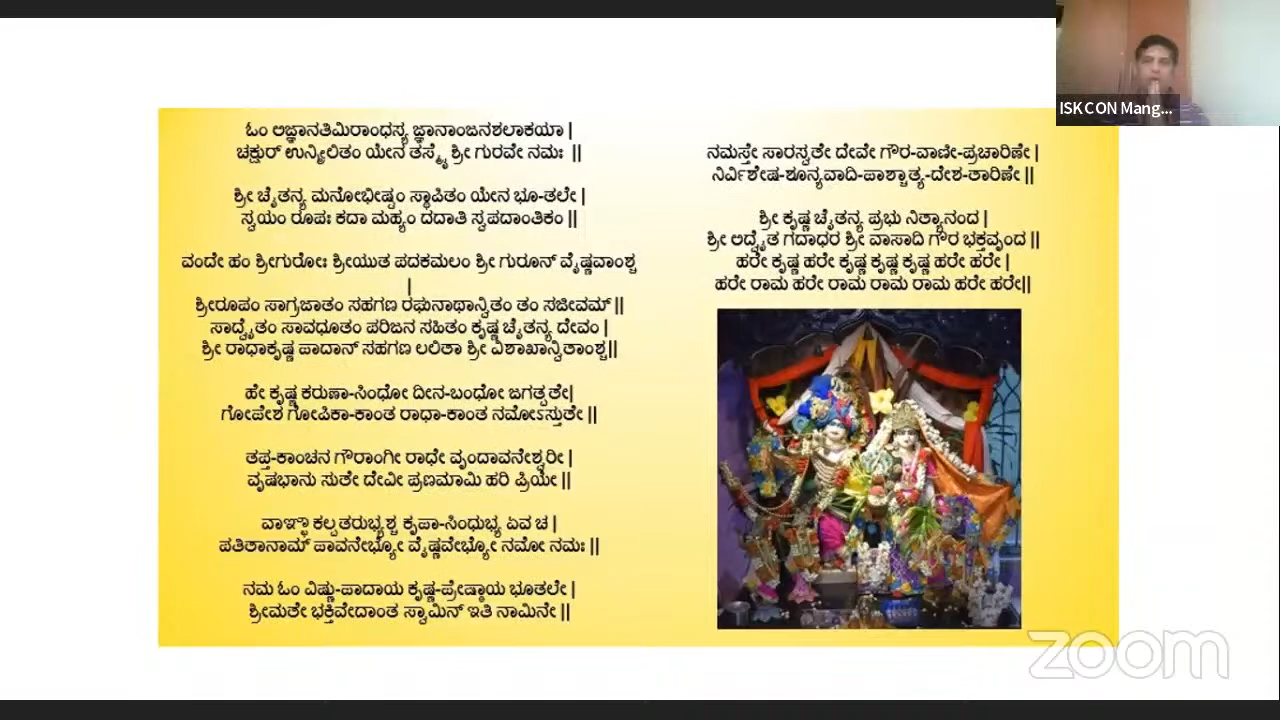 ಓಂ ಅಜ್ಞಾನತಿಮಿರಾಂಧಸ್ಯ ಜ್ಞಾನಾಂಜನಶಲಾಕಯಾ |
ಚಕ್ಷುರ್ ಉನ್ಮೀಲಿತಂ ಯೇನ ತಸ್ಮೈ ಶ್ರೀ ಗುರವೇ ನಮಃ ||
ಶ್ರೀ ಚೈತನ್ಯ ಮನೋಭೀಷ್ಟಂ ಸ್ಥಾಪಿತಂ ಯೇನ ಭೂ-ತಲೇ |
ಸ್ವಯಂ ರೂಪಃ ಕದಾ ಮಹ್ಯಂ ದದಾತಿ ಸ್ವಪದಾಂತಿಕಂ ||
ವಂದೇ ಹಂ ಶ್ರೀಗುರೋಃ ಶ್ರೀಯುತ ಪದಕಮಲಂ ಶ್ರೀ ಗುರೂನ್ ವೈಷ್ಣವಾಂಶ್ಚ
|
ಶ್ರೀರೂಪಂ ಸಾಗ್ರಜಾತಂ ಸಹಗಣ ರಘುನಾಥಾನ್ವಿತಂ ತಂ ಸಜೀವಮ್ ||
ಸಾದ್ವೈತಂ ಸಾವಧೂತಂ ಪರಿಜನ ಸಹಿತಂ ಕೃಷ್ಣ ಚೈತನ್ಯ ದೇವಂ |
ಶ್ರೀ ರಾಧಾಕೃಷ್ಣ ಪಾದಾನ್ ಸಹಗಣ ಲಲಿತಾ ಶ್ರೀ ವಿಶಾಖಾನ್ವಿತಾಂಶ್ಚ||
ಹೇ ಕೃಷ್ಣ ಕರುಣಾ-ಸಿಂಧೋ ದೀನ-ಬಂಧೋ ಜಗತ್ಪತೇ|
ಗೋಪೇಶ ಗೋಪಿಕಾ-ಕಾಂತ ರಾಧಾ-ಕಾಂತ ನಮೋಽಸ್ತುತೇ ||
ತಪ್ತ-ಕಾಂಚನ ಗೌರಾಂಗೀ ರಾಧೇ ವೃಂದಾವನೇಶ್ವರೀ |
ವೃಷಭಾನು ಸುತೇ ದೇವೀ ಪ್ರಣಮಾಮಿ ಹರಿ ಪ್ರಿಯೇ ||
ವಾಞ್ಛಾ ಕಲ್ಪತರುಭ್ಯಶ್ಚ ಕೃಪಾ-ಸಿಂಧುಭ್ಯ ಏವ ಚ |
ಪತಿತಾನಾಮ್ ಪಾವನೇಭ್ಯೋ ವೈಷ್ಣವೇಭ್ಯೋ ನಮೋ ನಮಃ ||
ನಮ ಓಂ ವಿಷ್ಣು-ಪಾದಾಯ ಕೃಷ್ಣ-ಪ್ರೇಷ್ಠಾಯ ಭೂತಲೇ |
ಶ್ರೀಮತೇ ಭಕ್ತಿವೇದಾಂತ ಸ್ವಾಮಿನ್ ಇತಿ ನಾಮಿನೇ ||
ನಮಸ್ತೇ ಸಾರಸ್ವತೇ ದೇವೇ ಗೌರ-ವಾಣೀ-ಪ್ರಚಾರಿಣೇ |
ನಿರ್ವಿಶೇಷ-ಶೂನ್ಯವಾದಿ-ಪಾಶ್ಚಾತ್ಯ-ದೇಶ-ತಾರಿಣೇ ||
ಶ್ರೀ ಕೃಷ್ಣ ಚೈತನ್ಯ ಪ್ರಭು ನಿತ್ಯಾನಂದ |
ಶ್ರೀ ಅದ್ವೈತ ಗದಾಧರ ಶ್ರೀ ವಾಸಾದಿ ಗೌರ ಭಕ್ತವೃಂದ ||
ಹರೇ ಕೃಷ್ಣ ಹರೇ ಕೃಷ್ಣ ಕೃಷ್ಣ ಕೃಷ್ಣ ಹರೇ ಹರೇ |
ಹರೇ ರಾಮ ಹರೇ ರಾಮ ರಾಮ ರಾಮ ಹರೇ ಹರೇ||
ISKCON Mang...
zoom